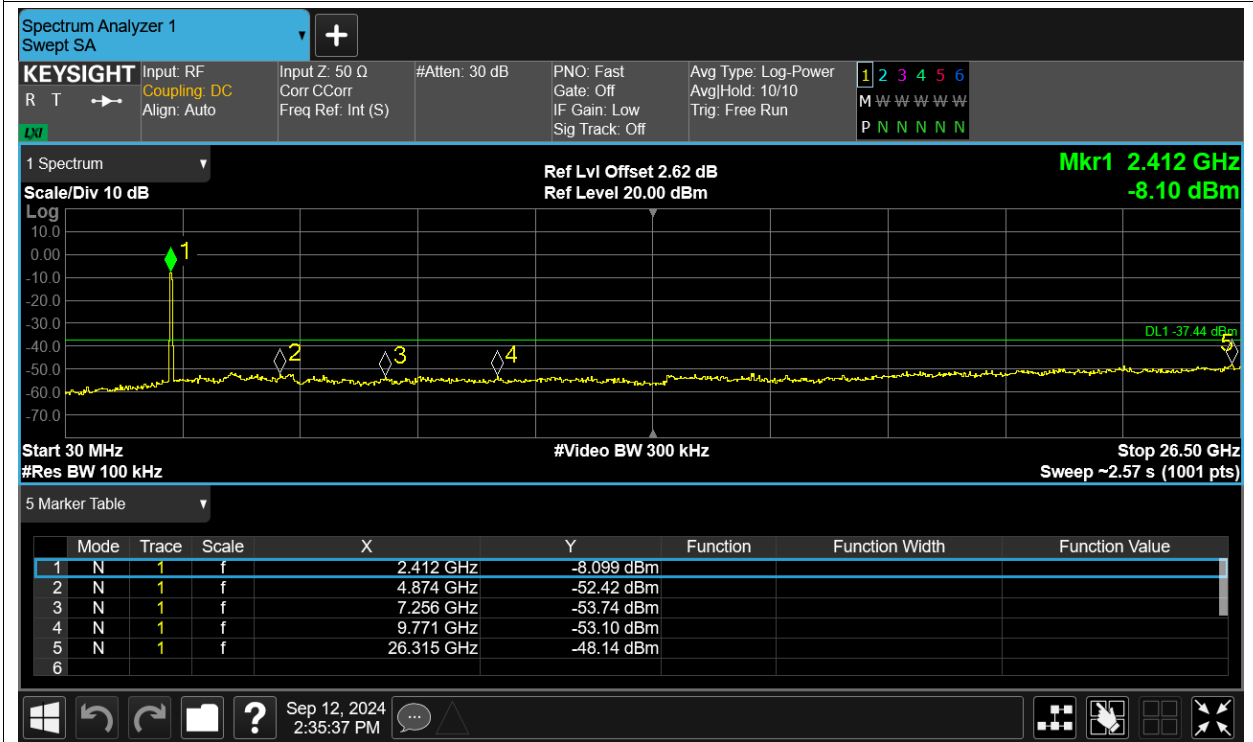 Spectrum Analyzer 1
Swept SA
KEYSIGHT
R T
LXI
Input: RF
Coupling: DC
Align: Auto
Input Z: 50 Ω
Corr CCorr
Freq Ref: Int (S)
#Atten: 30 dB
PNO: Fast
Gate: Off
IF Gain: Low
Sig Track: Off
Avg Type: Log-Power
Avg|Hold: 10/10
Trig: Free Run
1 2 3 4 5 6
M W W W W W
P N N N N N
1 Spectrum
Scale/Div 10 dB
Ref Lvl Offset 2.62 dB
Ref Level 20.00 dBm
Mkr1 2.412 GHz
-8.10 dBm
Log
10.0
0.00
-10.0
-20.0
-30.0
-40.0
-50.0
-60.0
-70.0
1
2
3
4
5
DL1 -37.44 dBm
Start 30 MHz
#Res BW 100 kHz
#Video BW 300 kHz
Stop 26.50 GHz
Sweep ~2.57 s (1001 pts)
5 Marker Table
Mode Trace Scale X Y Function Function Width Function Value
1 N 1 f 2.412 GHz -8.099 dBm
2 N 1 f 4.874 GHz -52.42 dBm
3 N 1 f 7.256 GHz -53.74 dBm
4 N 1 f 9.771 GHz -53.10 dBm
5 N 1 f 26.315 GHz -48.14 dBm
6
?
Sep 12, 2024
2:35:37 PM